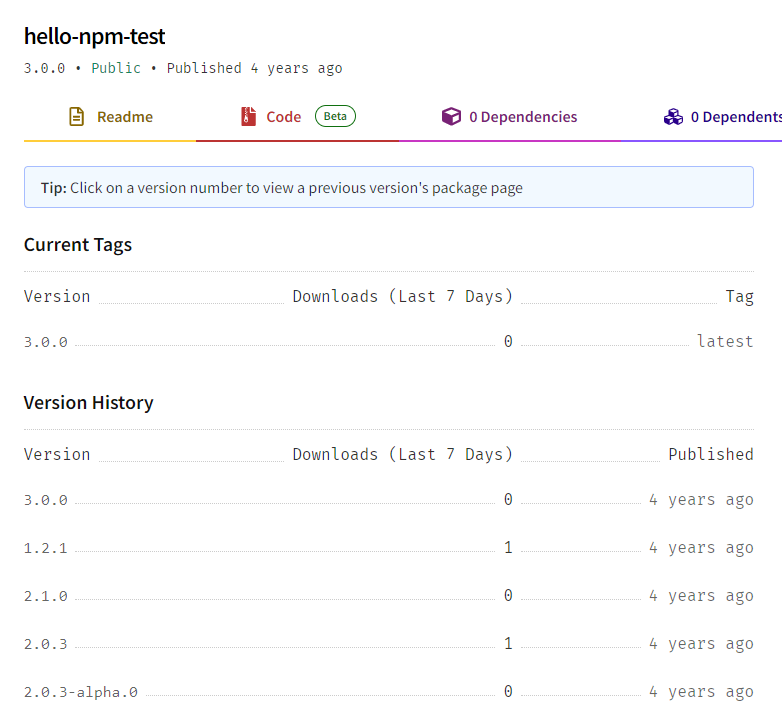 hello-npm-test
3.0.0 • Public • Published 4 years ago
Readme Code Beta 0 Dependencies 0 Dependents
Tip: Click on a version number to view a previous version's package page
Current Tags
Version Downloads (Last 7 Days) Tag
3.0.0 0 latest
Version History
Version Downloads (Last 7 Days) Published
3.0.0 0 4 years ago
1.2.1 1 4 years ago
2.1.0 0 4 years ago
2.0.3 1 4 years ago
2.0.3-alpha.0 0 4 years ago